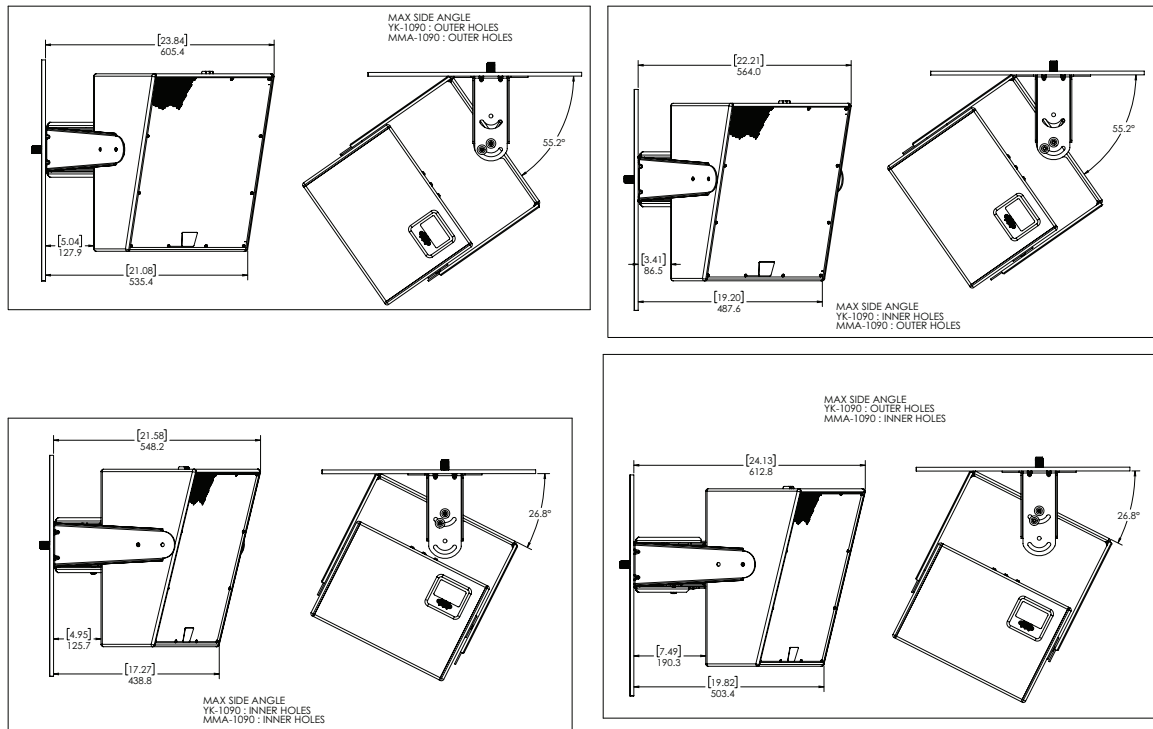 MAX SIDE ANGLE
YK-1090 : OUTER HOLES
MMA-1090 : OUTER HOLES
[23.84]
605.4
55.2°
[5.04]
127.9
[21.08]
535.4
[22.21]
564.0
55.2°
[3.41]
86.5
[19.20]
487.6
MAX SIDE ANGLE
YK-1090 : INNER HOLES
MMA-1090 : OUTER HOLES
[21.58]
548.2
26.8°
[4.95]
125.7
[17.27]
438.8
MAX SIDE ANGLE
YK-1090 : INNER HOLES
MMA-1090 : INNER HOLES
MAX SIDE ANGLE
YK-1090 : OUTER HOLES
MMA-1090 : INNER HOLES
[24.13]
612.8
26.8°
[7.49]
190.3
[19.82]
503.4